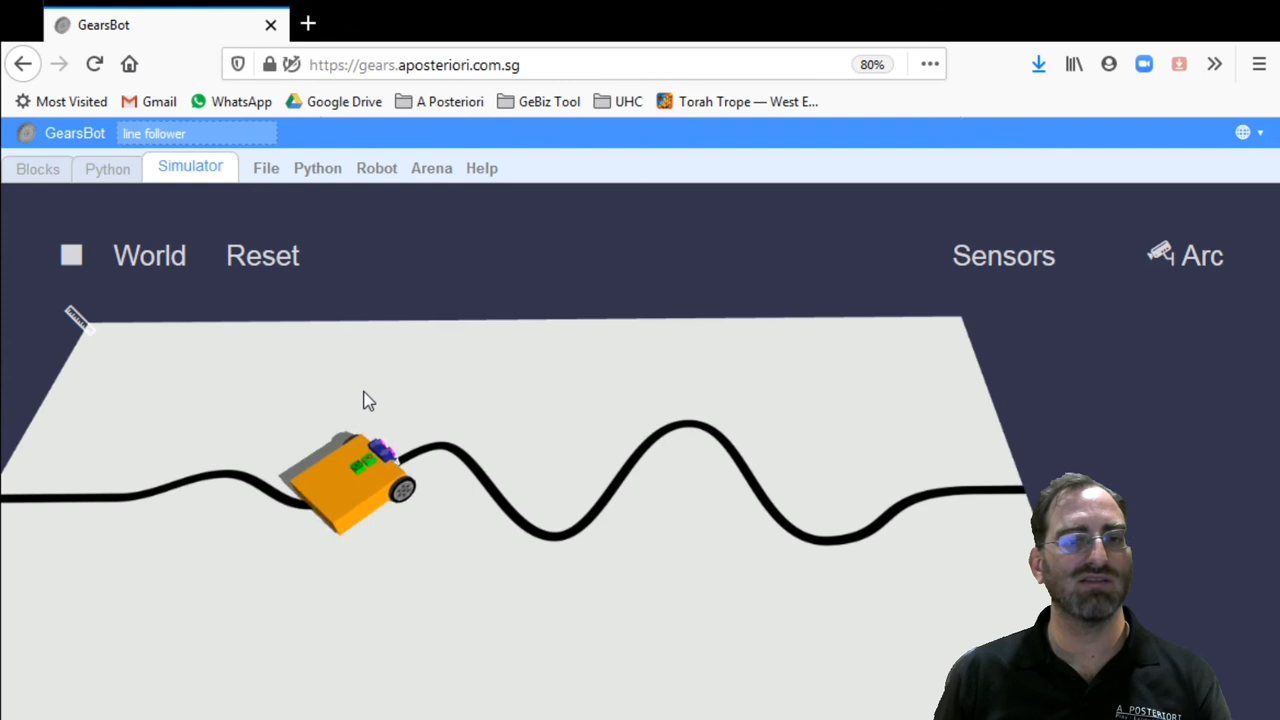 GearsBot
https://gears.aposteriori.com.sg
80%
Most Visited
Gmail
WhatsApp
Google Drive
A Posteriori
GeBiz Tool
UHC
Torah Trope — West E...
GearsBot
line follower
Blocks
Python
Simulator
File
Python
Robot
Arena
Help
World
Reset
Sensors
Arc
A POSTERIORI